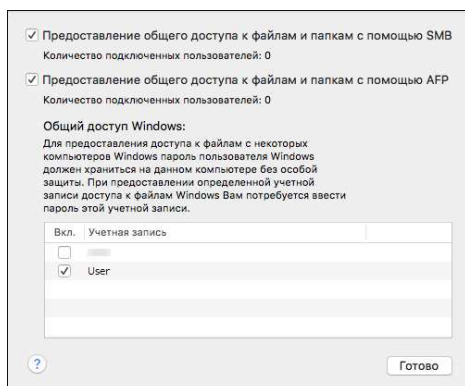 Предоставление общего доступа к файлам и папкам с помощью SMB
Количество подключенных пользователей: 0
Предоставление общего доступа к файлам и папкам с помощью AFP
Количество подключенных пользователей: 0
Общий доступ Windows:
Для предоставления доступа к файлам с некоторых
компьютеров Windows пароль пользователя Windows
должен храниться на данном компьютере без особой
защиты. При предоставлении определенной учетной
записи доступа к файлам Windows Вам потребуется ввести
пароль этой учетной записи.
Вкл. Учетная запись
User
?
Готово